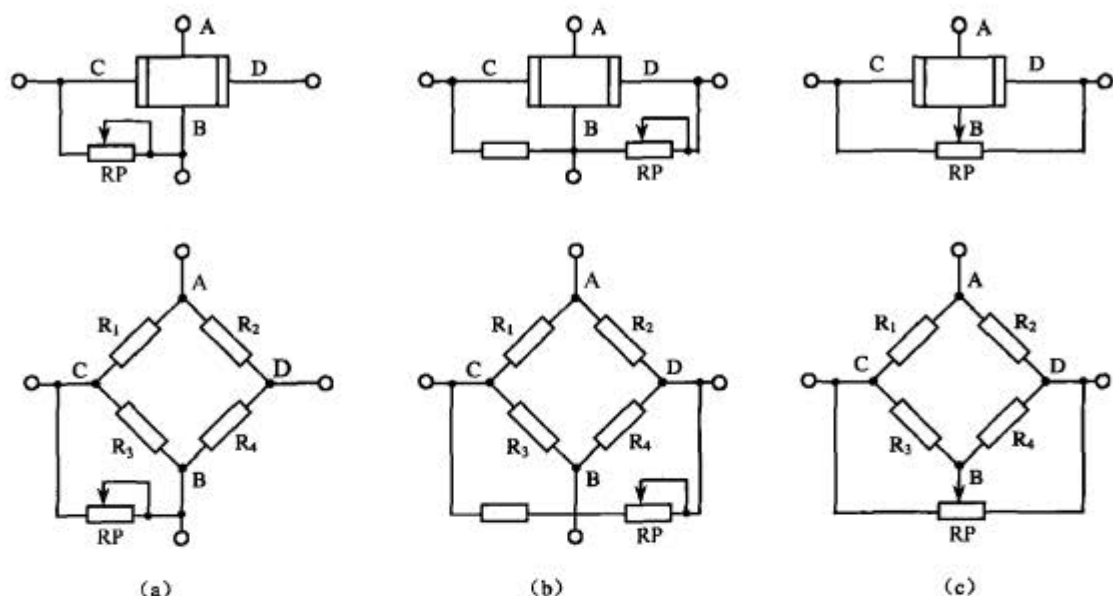 A A A
C D C D C D
B B B
RP RP RP
A A A
R₁ R₂ R₁ R₂ R₁ R₂
C D C D C D
R₃ R₄ R₃ R₄ R₃ R₄
B B B
RP RP RP
(a) (b) (c)